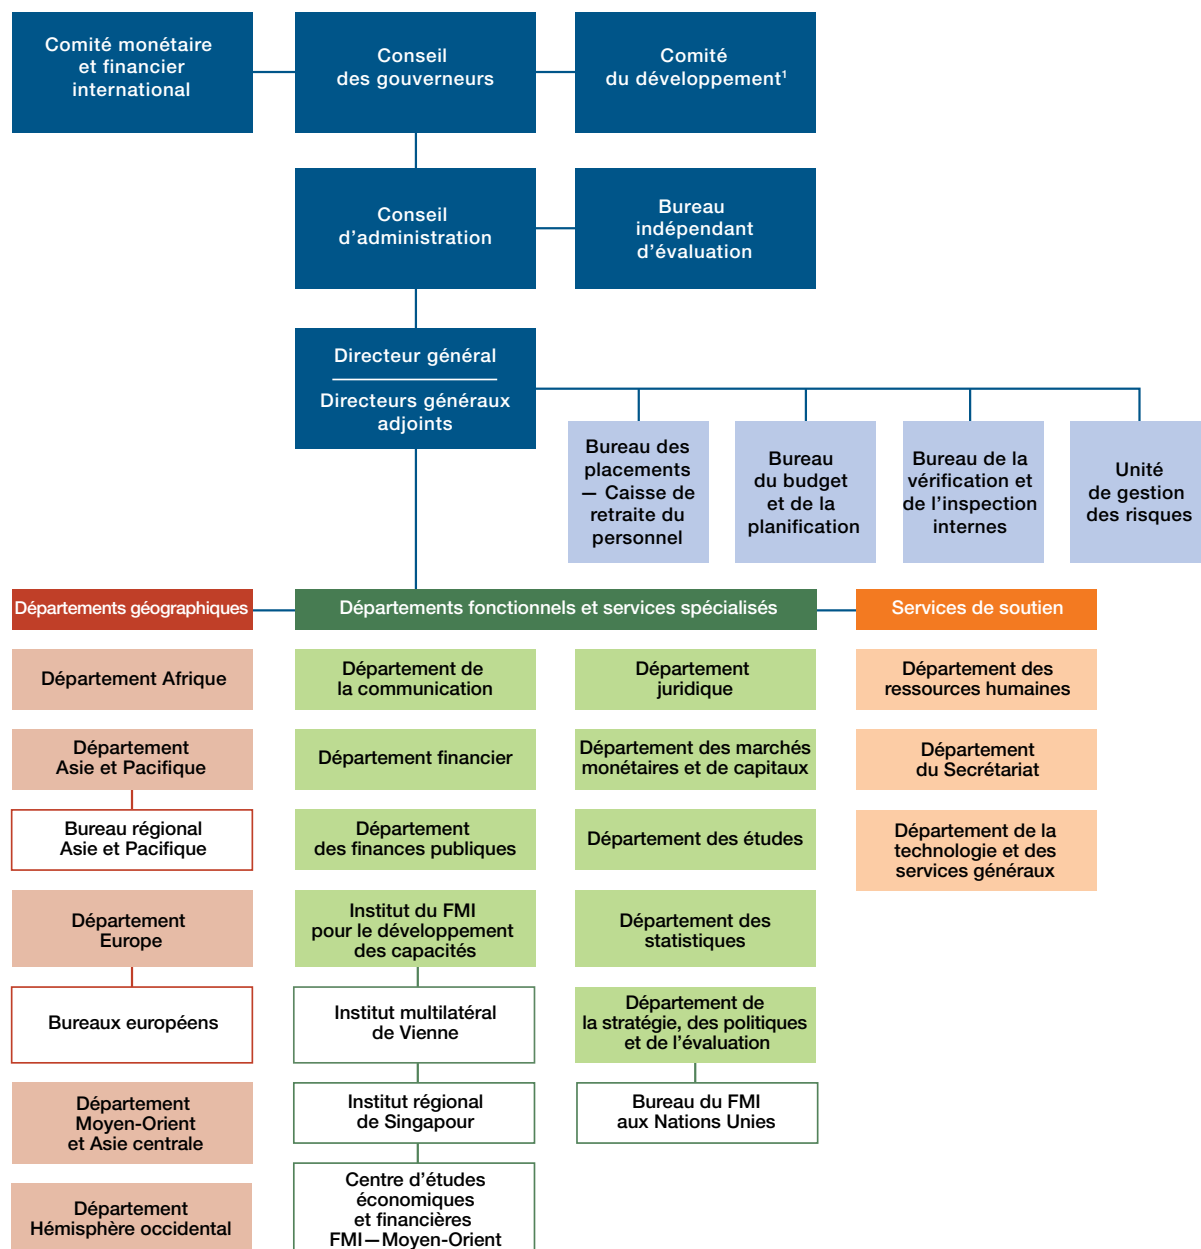 Comité monétaire
et financier
international
Conseil
des gouverneurs
Comité
du développement¹
Conseil
d’administration
Bureau
indépendant
d’évaluation
Directeur général
Directeurs généraux
adjoints
Bureau des
placements
— Caisse de
retraite du
personnel
Bureau
du budget
et de la
planification
Bureau de la
vérification et
de l’inspection
internes
Unité
de gestion
des risques
Départements géographiques
Départements fonctionnels et services spécialisés
Services de soutien
Département Afrique
Département
Asie et Pacifique
Bureau régional
Asie et Pacifique
Département
Europe
Bureaux européens
Département
Moyen-Orient
et Asie centrale
Département
Hémisphère occidental
Département de
la communication
Département financier
Département
des finances publiques
Institut du FMI
pour le développement
des capacités
Institut multilatéral
de Vienne
Institut régional
de Singapour
Centre d’études
économiques
et financières
FMI—Moyen-Orient
Département
juridique
Département des marchés
monétaires et de capitaux
Département des études
Département des
statistiques
Département de
la stratégie, des politiques
et de l’évaluation
Bureau du FMI
aux Nations Unies
Département des
ressources humaines
Département
du Secrétariat
Département de la
technologie et des
services généraux